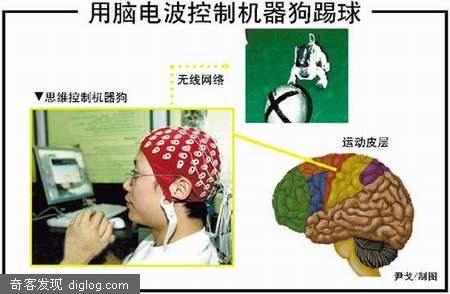 用脑电波控制机器狗踢球
无线网络
▼思维控制机器狗
运动皮层
尹戈/制图
奇客发现 diglog.com